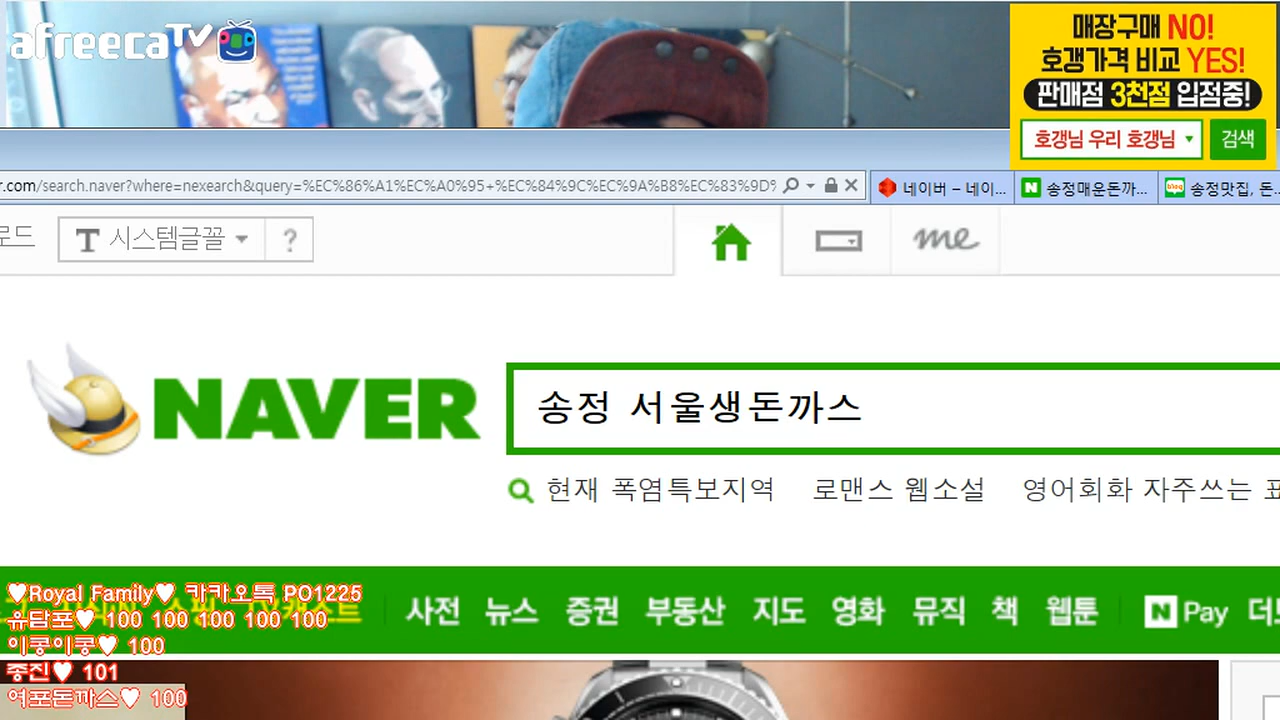 afreecaTV
매장구매 NO!
호갱가격 비교 YES!
판매점 3천점 입점중!
호갱님 우리 호갱님
검색
r.com/search.naver?where=nexearch&query=%EC%86%A1%EC%A0%95+%EC%84%9C%EC%9A%B8%EC%83%9D%
네이버 – 네이...
송정매운돈까...
송정맛집, 돈...
로드
T 시스템글꼴
?
me
NAVER
송정 서울생돈까스
현재 폭염특보지역
로맨스 웹소설
영어회화 자주쓰는
사전 뉴스 증권 부동산 지도 영화 뮤직 책 웹툰 N Pay 더
♥Royal Family♥ 카카오톡 PO1225
유담포♥ 100 100 100 100 100
이쿵이쿵♥ 100
종진♥ 101
여포돈까스♥ 100